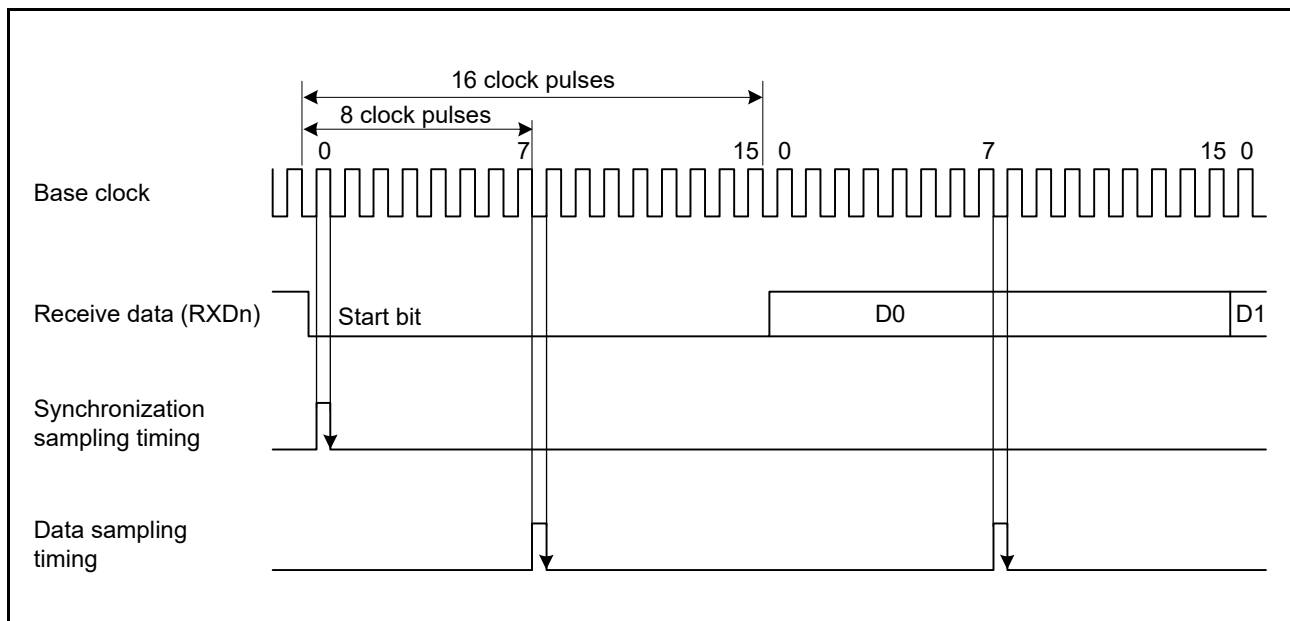 16 clock pulses
8 clock pulses
0 7 15 0 7 15 0
Base clock
Receive data (RXDn)
Start bit
D0
D1
Synchronization
sampling timing
Data sampling
timing